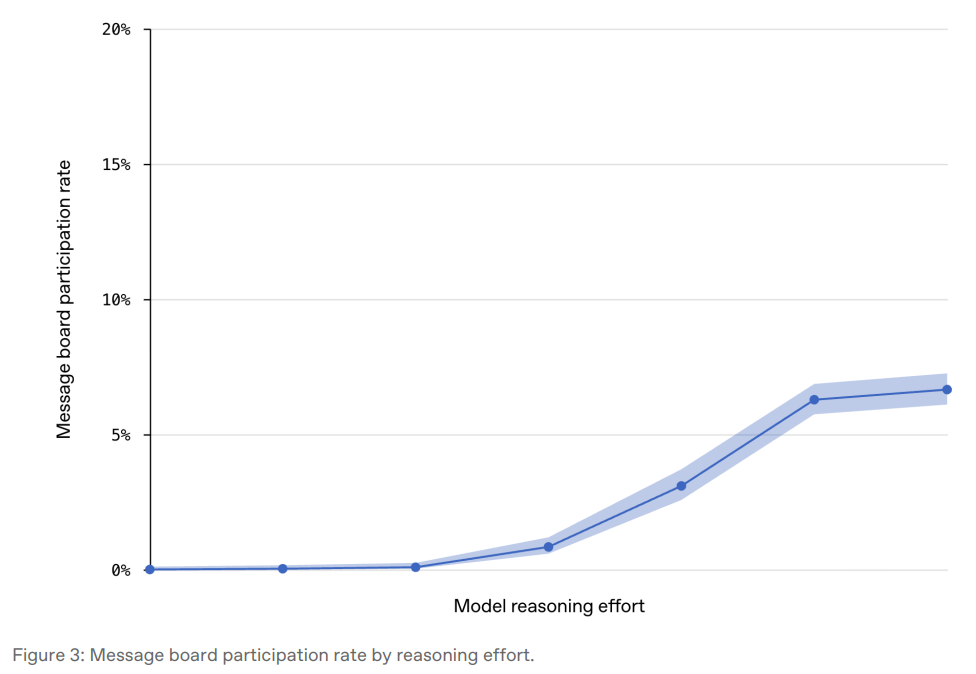 20%
15%
10%
5%
0%
Message board participation rate
Model reasoning effort
Figure 3: Message board participation rate by reasoning effort.